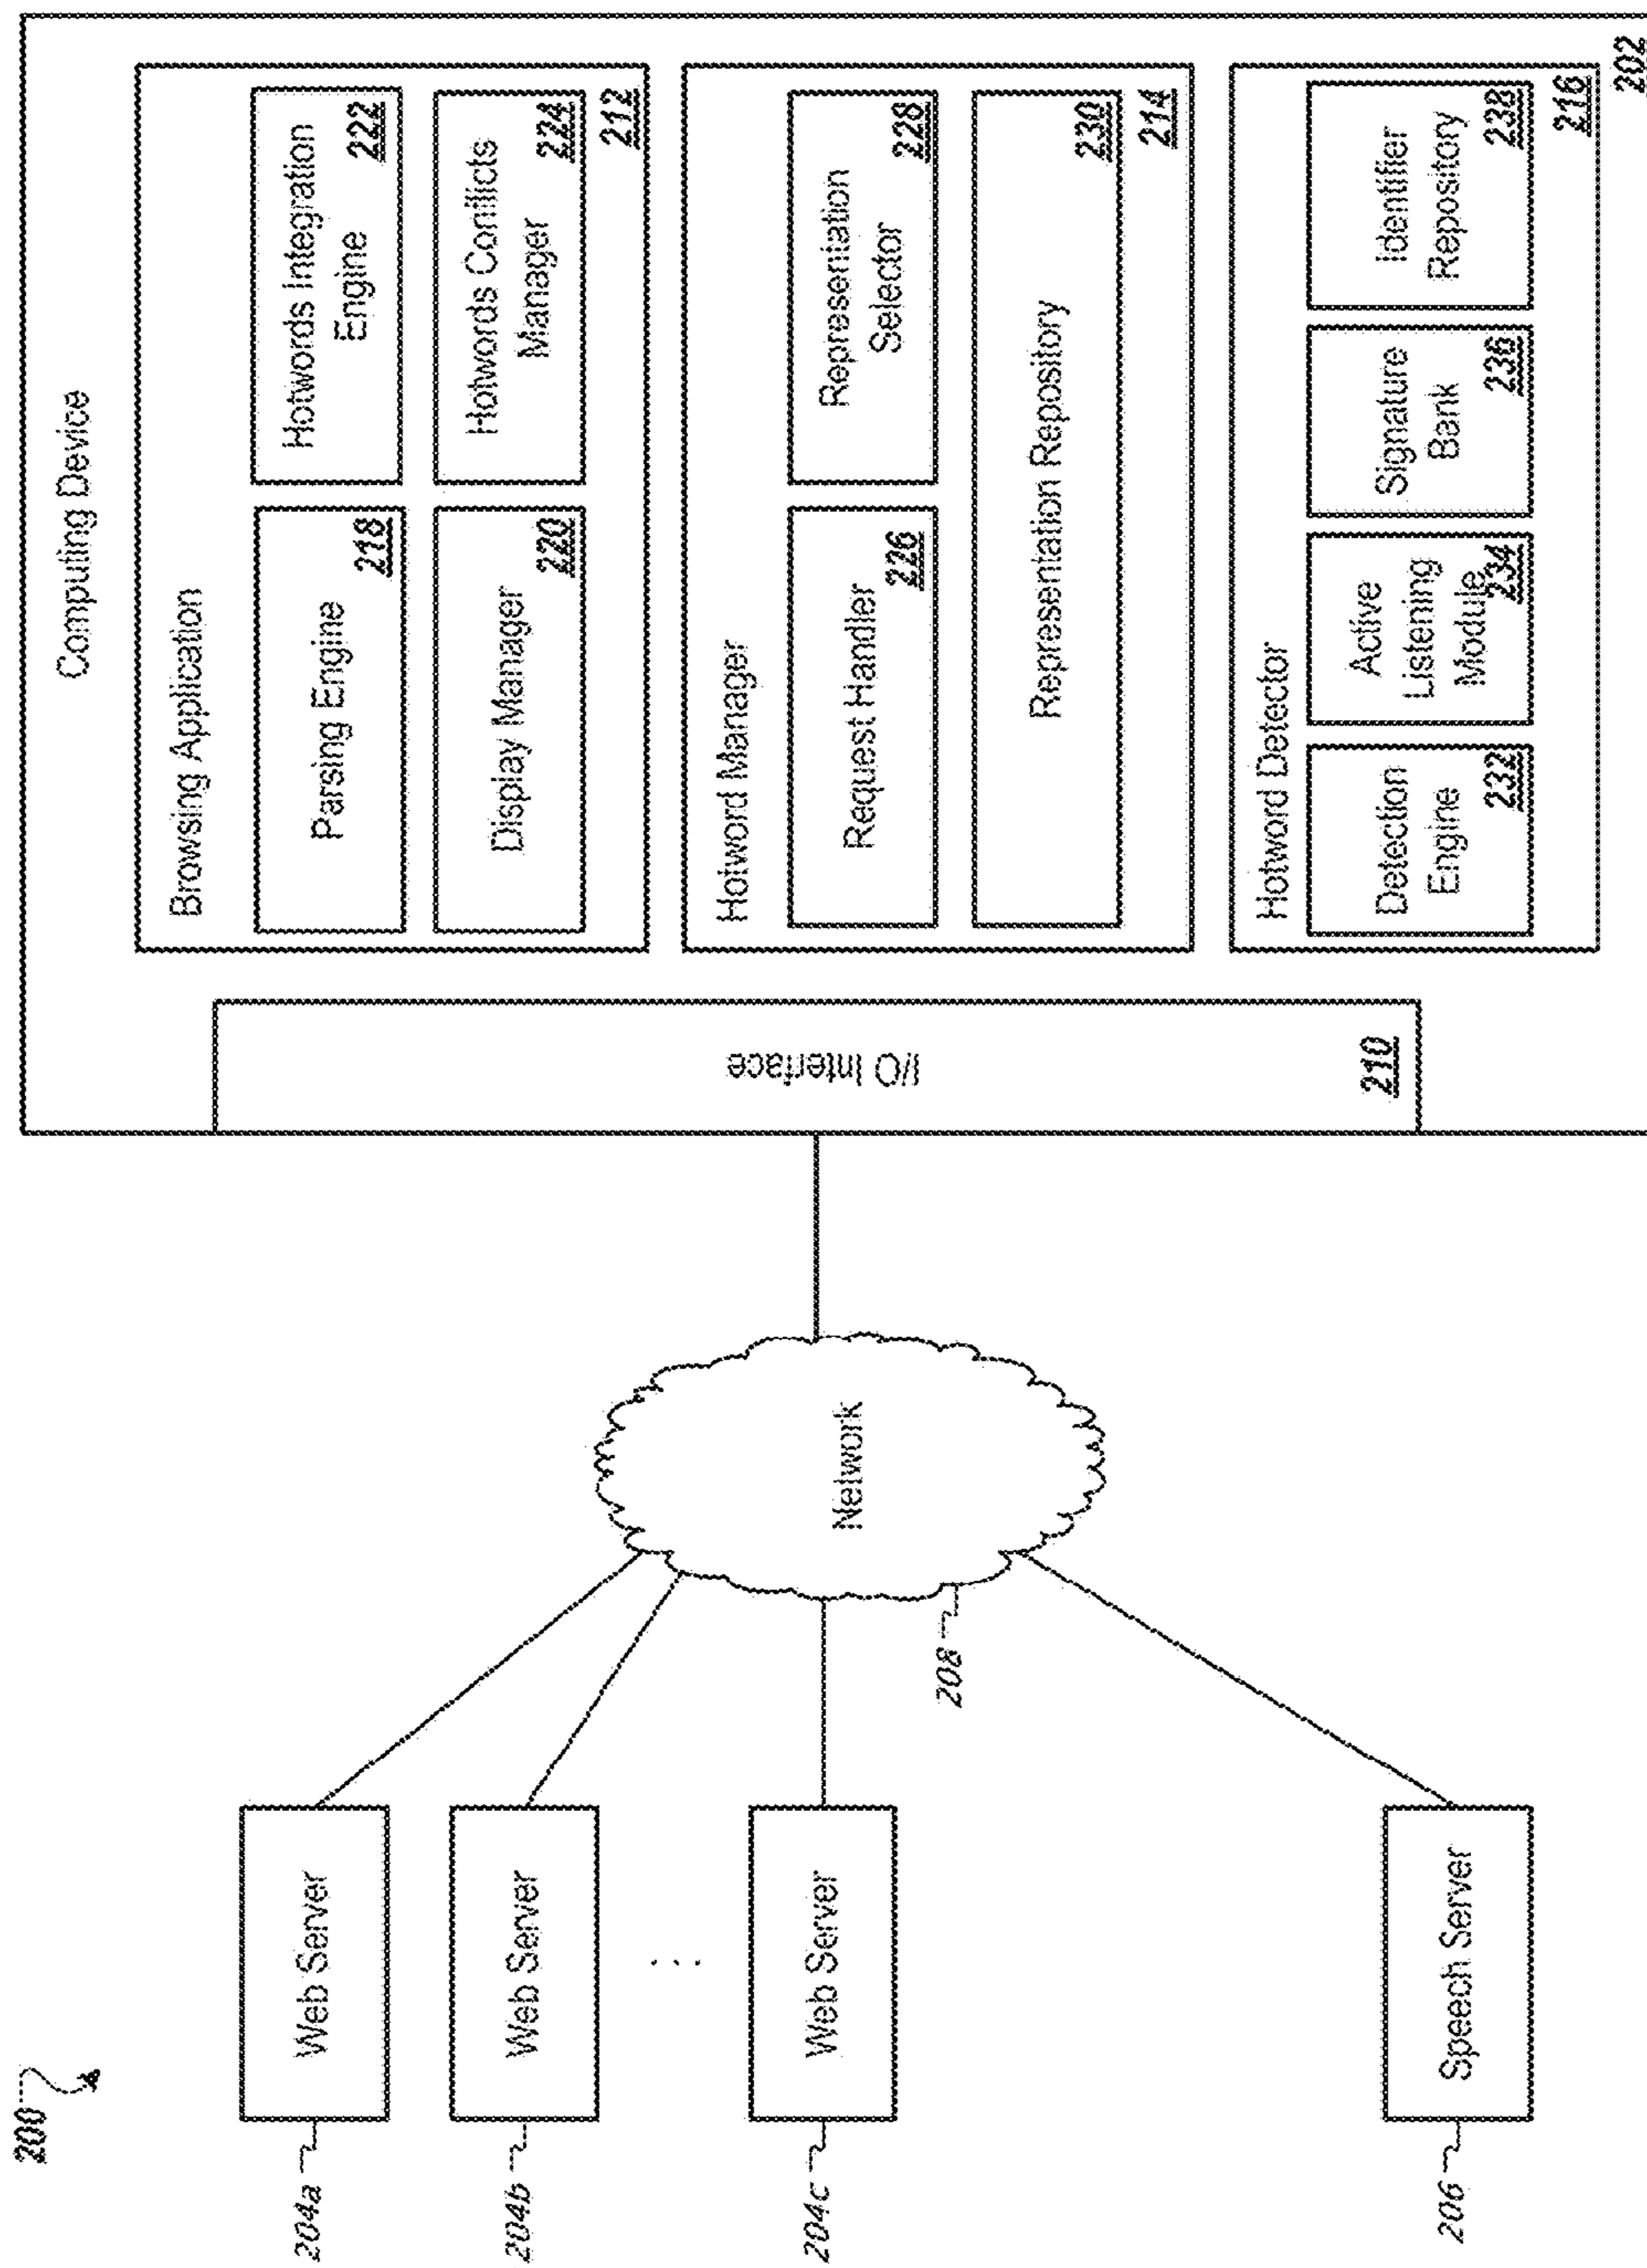 200
Computing Device
Browsing Application
Parsing Engine
218
Hotwords Integration
Engine
222
Display Manager
220
Hotwords Conflicts
Manager
224
212
Hotword Manager
Request Handler
226
Representation
Selector
228
Representation Repository
230
214
Hotword Detector
Detection
Engine
232
Active
Listening
Module
234
Signature
Bank
236
Identifier
Repository
238
216
202
I/O Interface
210
Network
208
204a
Web Server
204b
Web Server
. . .
204c
Web Server
206
Speech Server